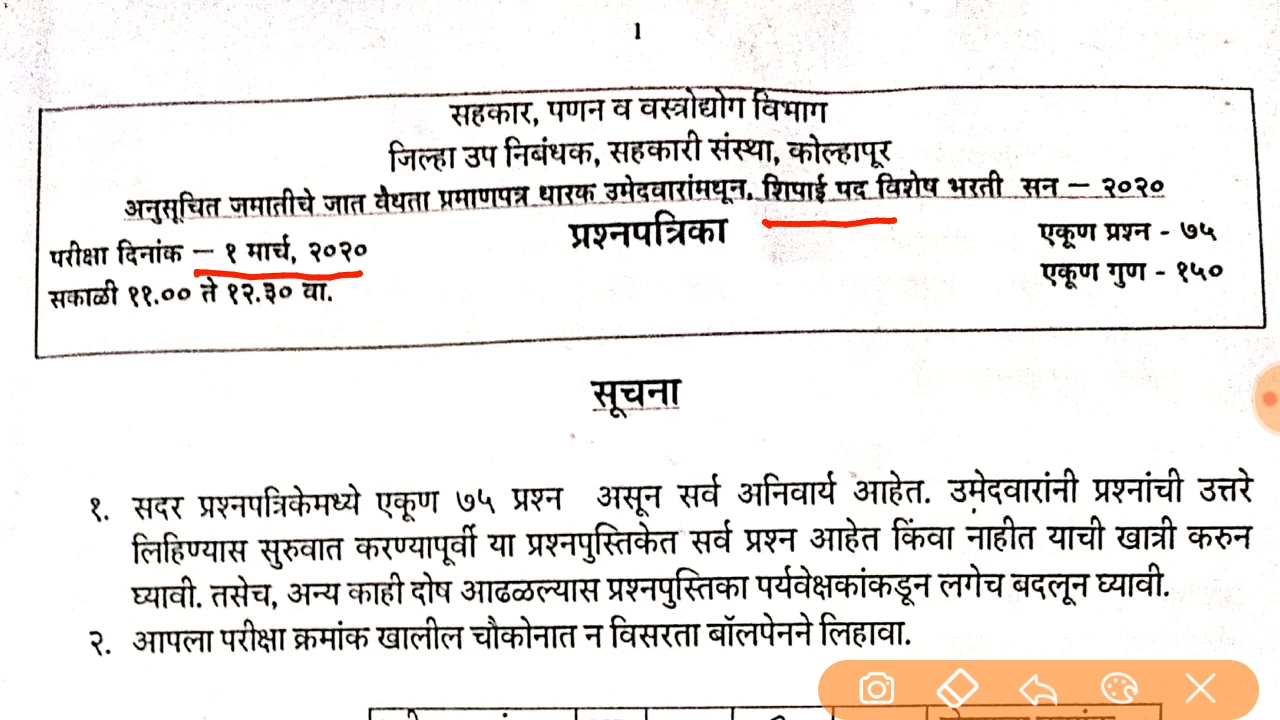 1
सहकार, पणन व वस्त्रोद्योग विभाग
जिल्हा उप निबंधक, सहकारी संस्था, कोल्हापूर
अनुसूचित जमातीचे जात वैधता प्रमाणपत्र धारक उमेदवारांमधून, शिपाई पद विशेष भरती सन – २०२०
प्रश्नपत्रिका
परीक्षा दिनांक – १ मार्च, २०२०
एकूण प्रश्न - ७५
सकाळी ११.०० ते १२.३० वा.
एकूण गुण - १५०
सूचना
१. सदर प्रश्नपत्रिकेमध्ये एकूण ७५ प्रश्न असून सर्व अनिवार्य आहेत. उमेदवारांनी प्रश्नांची उत्तरे
लिहिण्यास सुरुवात करण्यापूर्वी या प्रश्नपुस्तिकेत सर्व प्रश्न आहेत किंवा नाहीत याची खात्री करुन
घ्यावी. तसेच, अन्य काही दोष आढळल्यास प्रश्नपुस्तिका पर्यवेक्षकांकडून लगेच बदलून घ्यावी.
२. आपला परीक्षा क्रमांक खालील चौकोनात न विसरता बॉलपेनने लिहावा.